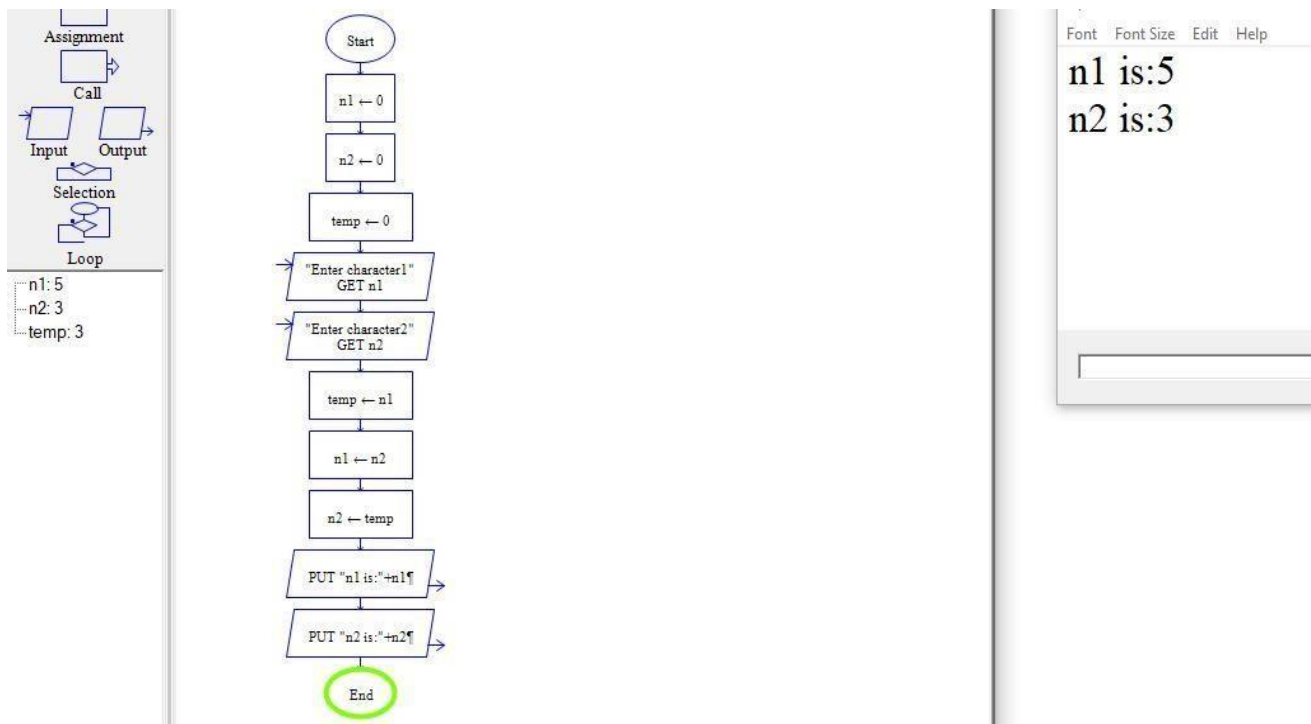 Assignment
Call
Input Output
Selection
Loop
n1: 5
n2: 3
temp: 3
Start
n1 ← 0
n2 ← 0
temp ← 0
"Enter character1"
GET n1
"Enter character2"
GET n2
temp ← n1
n1 ← n2
n2 ← temp
PUT "n1 is:"+n1¶
PUT "n2 is:"+n2¶
End
Font Font Size Edit Help
n1 is:5
n2 is:3